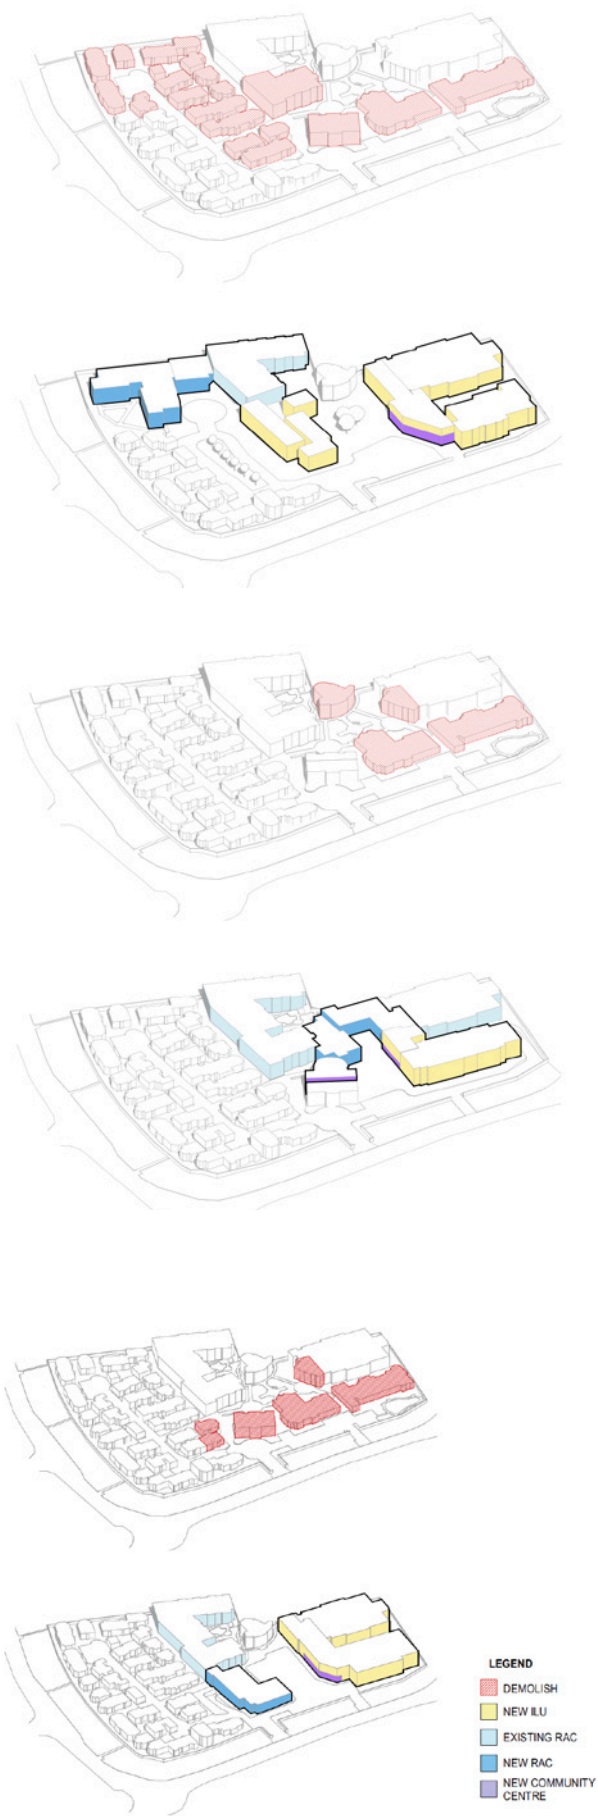 LEGEND
DEMOLISH
NEW ILU
EXISTING RAC
NEW RAC
NEW COMMUNITY
CENTRE